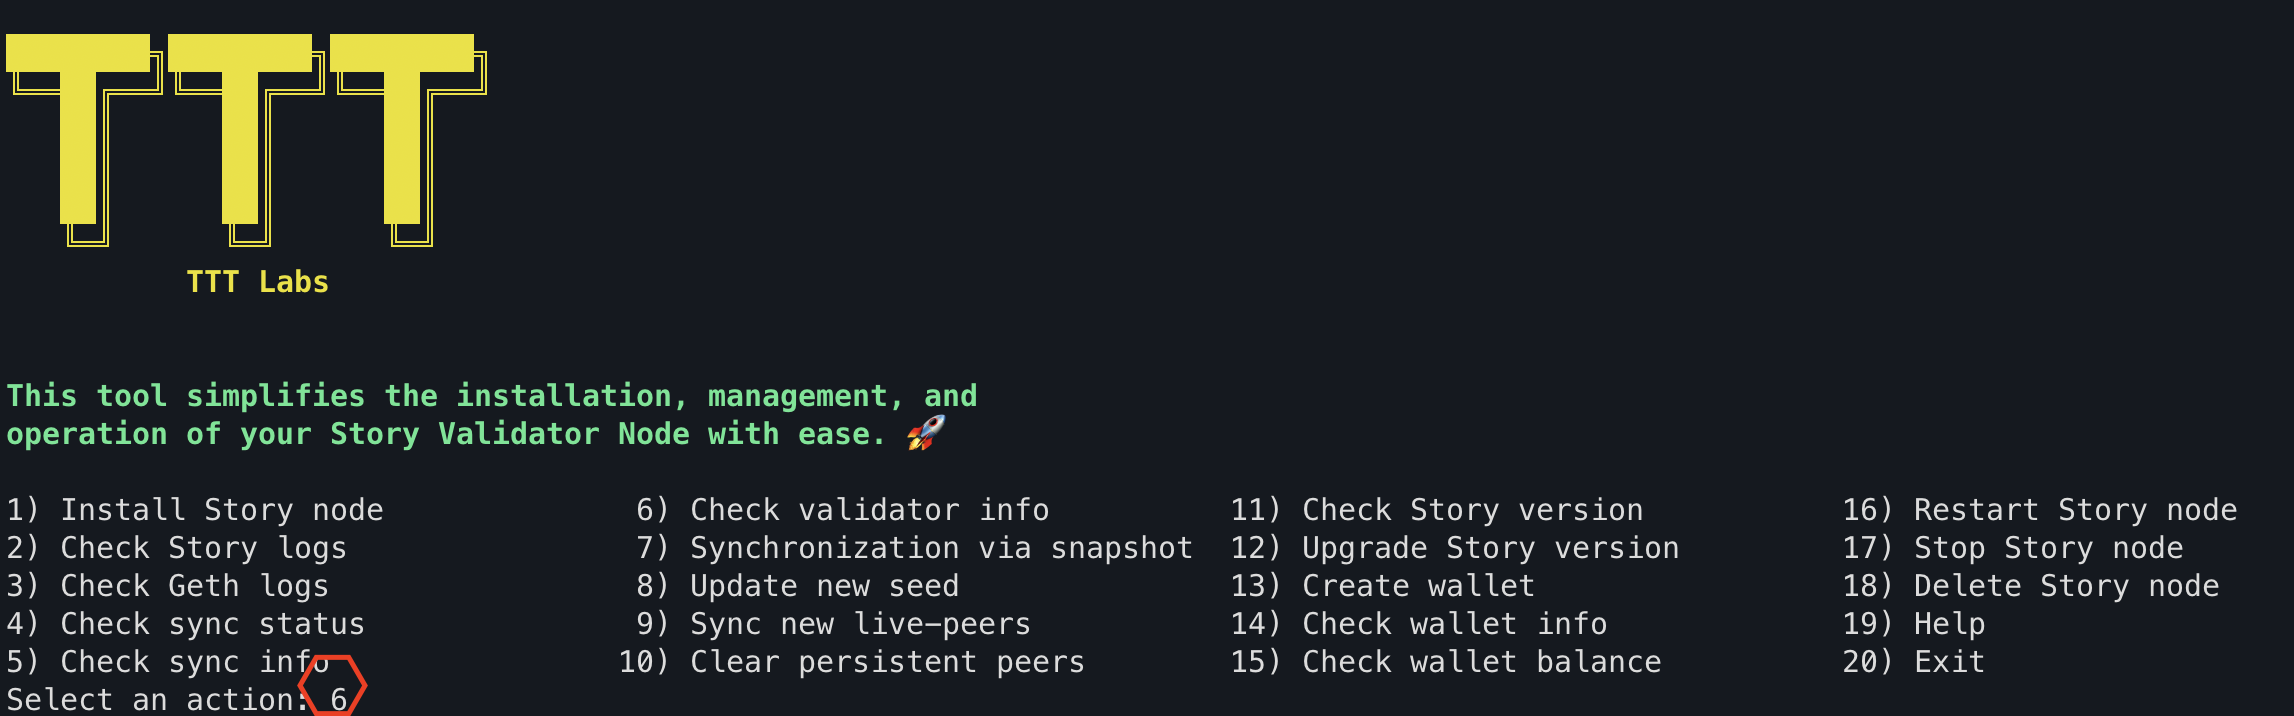 TTT
TTT Labs
This tool simplifies the installation, management, and
operation of your Story Validator Node with ease. 🚀
1) Install Story node 6) Check validator info 11) Check Story version 16) Restart Story node
2) Check Story logs 7) Synchronization via snapshot 12) Upgrade Story version 17) Stop Story node
3) Check Geth logs 8) Update new seed 13) Create wallet 18) Delete Story node
4) Check sync status 9) Sync new live-peers 14) Check wallet info 19) Help
5) Check sync info 10) Clear persistent peers 15) Check wallet balance 20) Exit
Select an action: 6